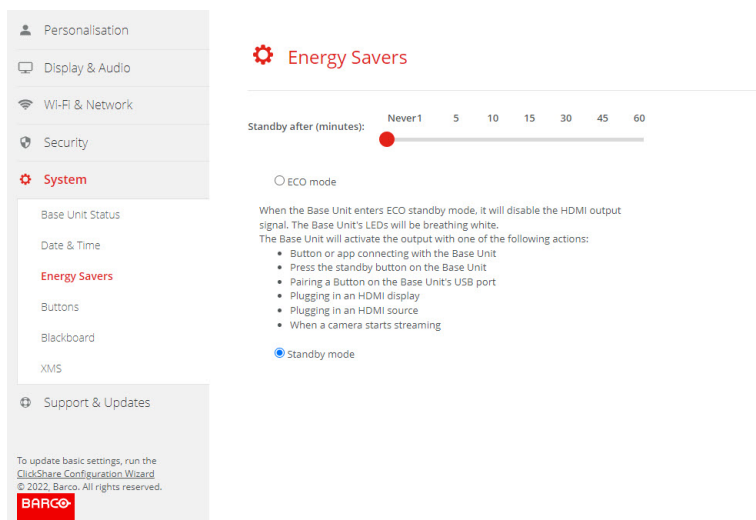 Personalisation
Display & Audio
Wi-Fi & Network
Security
System
Base Unit Status
Date & Time
Energy Savers
Buttons
Blackboard
XMS
Support & Updates
To update basic settings, run the
ClickShare Configuration Wizard
© 2022, Barco. All rights reserved.
BARCO
Energy Savers
Standby after (minutes): Never 1 5 10 15 30 45 60
ECO mode
When the Base Unit enters ECO standby mode, it will disable the HDMI output
signal. The Base Unit's LEDs will be breathing white.
The Base Unit will activate the output with one of the following actions:
• Button or app connecting with the Base Unit
• Press the standby button on the Base Unit
• Pairing a Button on the Base Unit's USB port
• Plugging in an HDMI display
• Plugging in an HDMI source
• When a camera starts streaming
Standby mode